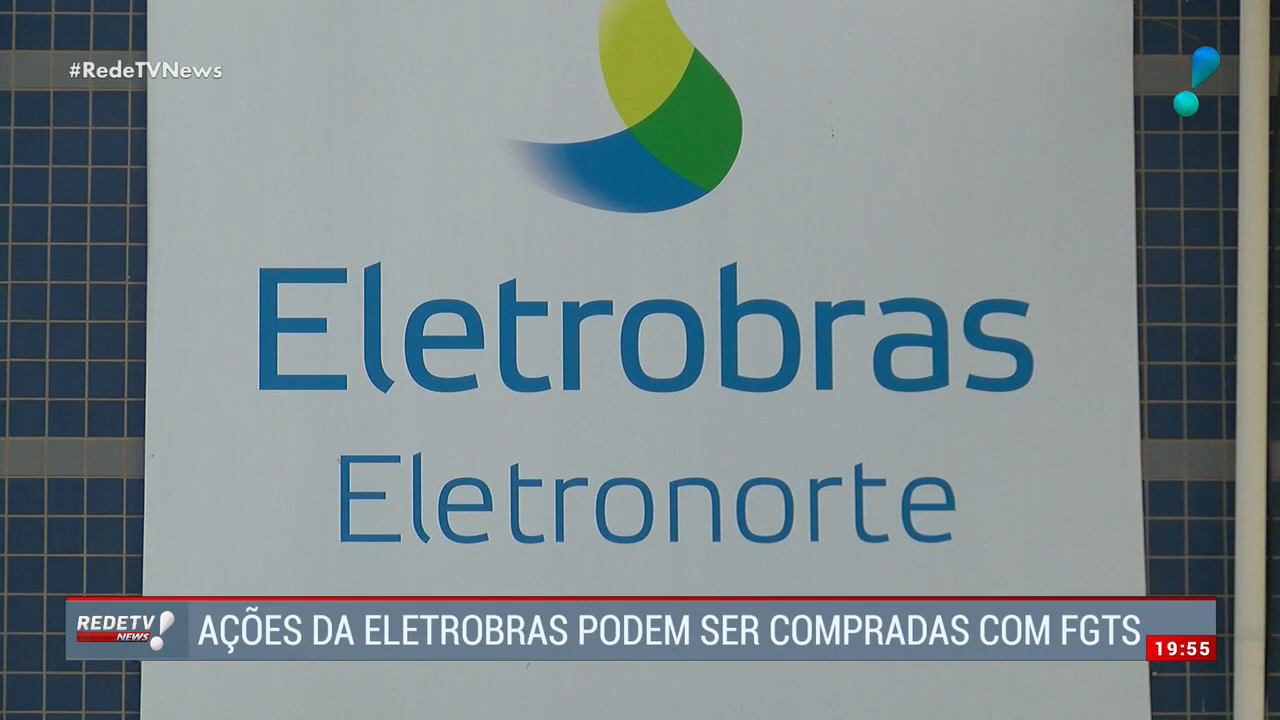 #RedeTVNews
Eletrobras
Eletronorte
REDETV!
NEWS
AÇÕES DA ELETROBRAS PODEM SER COMPRADAS COM FGTS
19:55